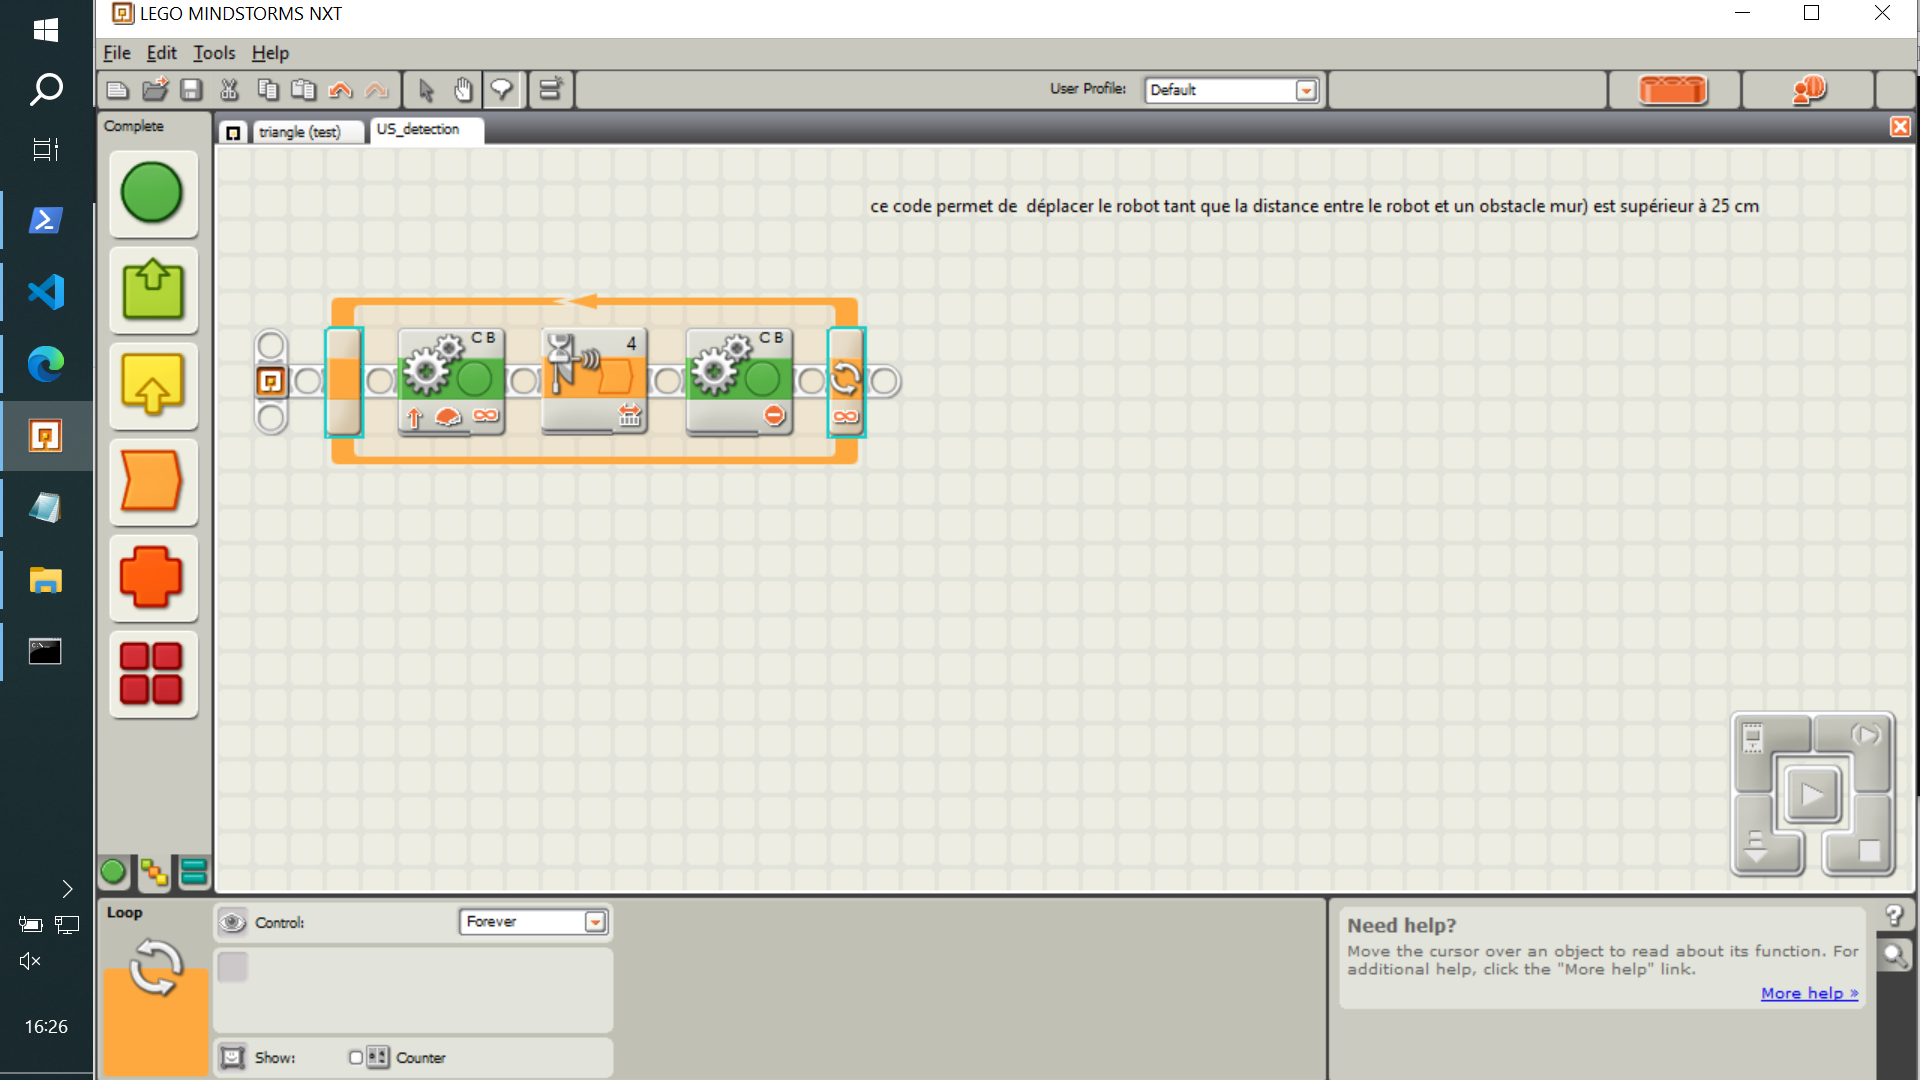 LEGO MINDSTORMS NXT
File Edit Tools Help
User Profile: Default
Complete
triangle (test) US_detection
ce code permet de  déplacer le robot tant que la distance entre le robot et un obstacle mur) est supérieur à 25 cm
C B
4
C B
Loop
Control: Forever
Show: Counter
Need help?
Move the cursor over an object to read about its function. For
additional help, click the "More help" link.
More help »
16:26